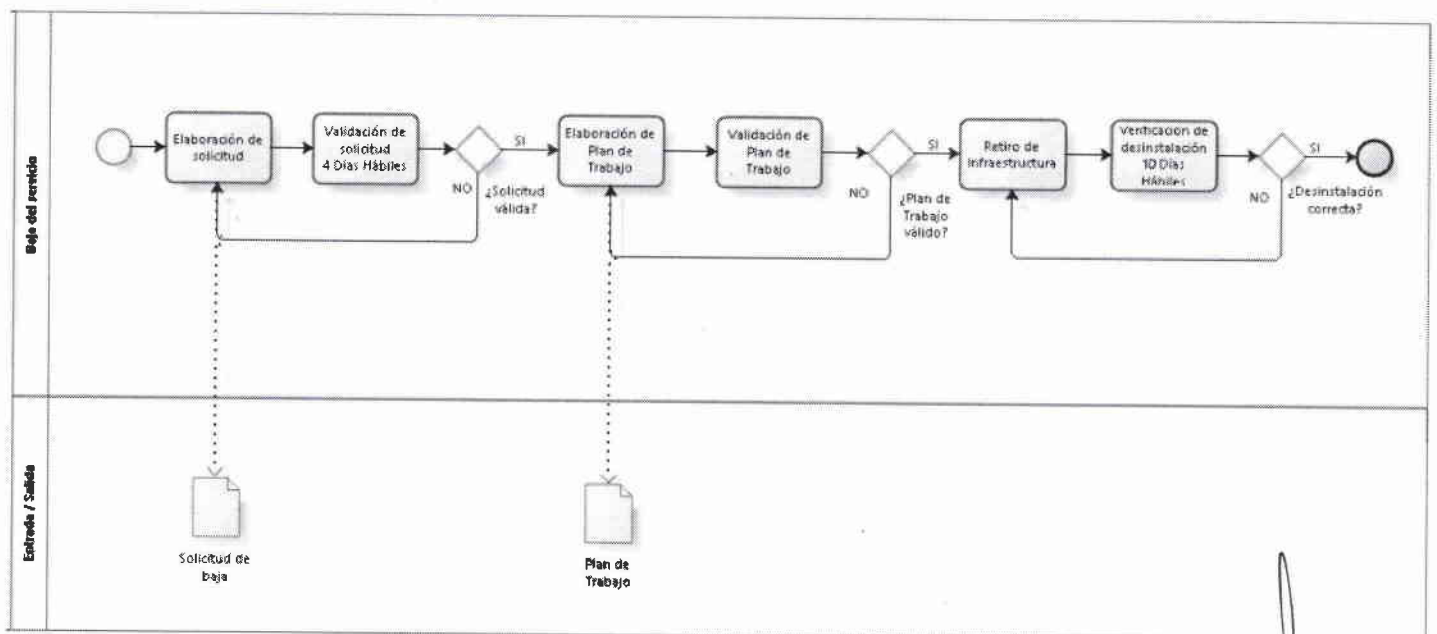 Baja del servicio
Elaboración de
solicitud
Validación de
solicitud
4 Días Hábiles
SI
NO
¿Solicitud
válida?
Elaboración de
Plan de
Trabajo
Validación de
Plan de
Trabajo
SI
NO
¿Plan de
Trabajo
válido?
Retiro de
Infraestructura
Verificación de
desinstalación
10 Días
Hábiles
SI
NO
¿Desinstalación
correcta?
Entrada / Salida
Solicitud de
baja
Plan de
Trabajo